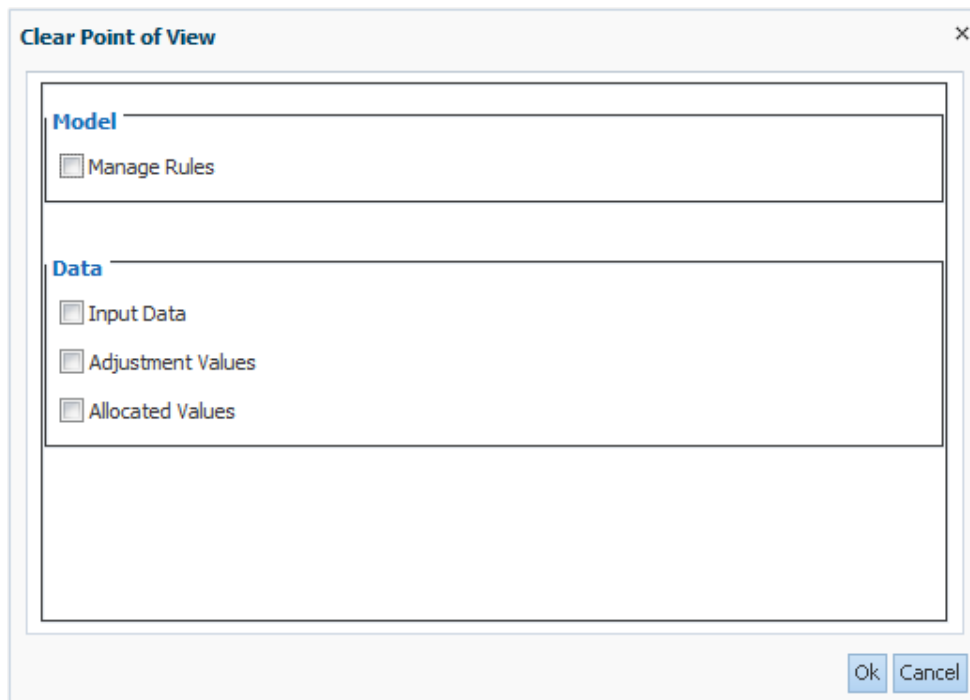 Clear Point of View
Model
Manage Rules
Data
Input Data
Adjustment Values
Allocated Values
Ok Cancel